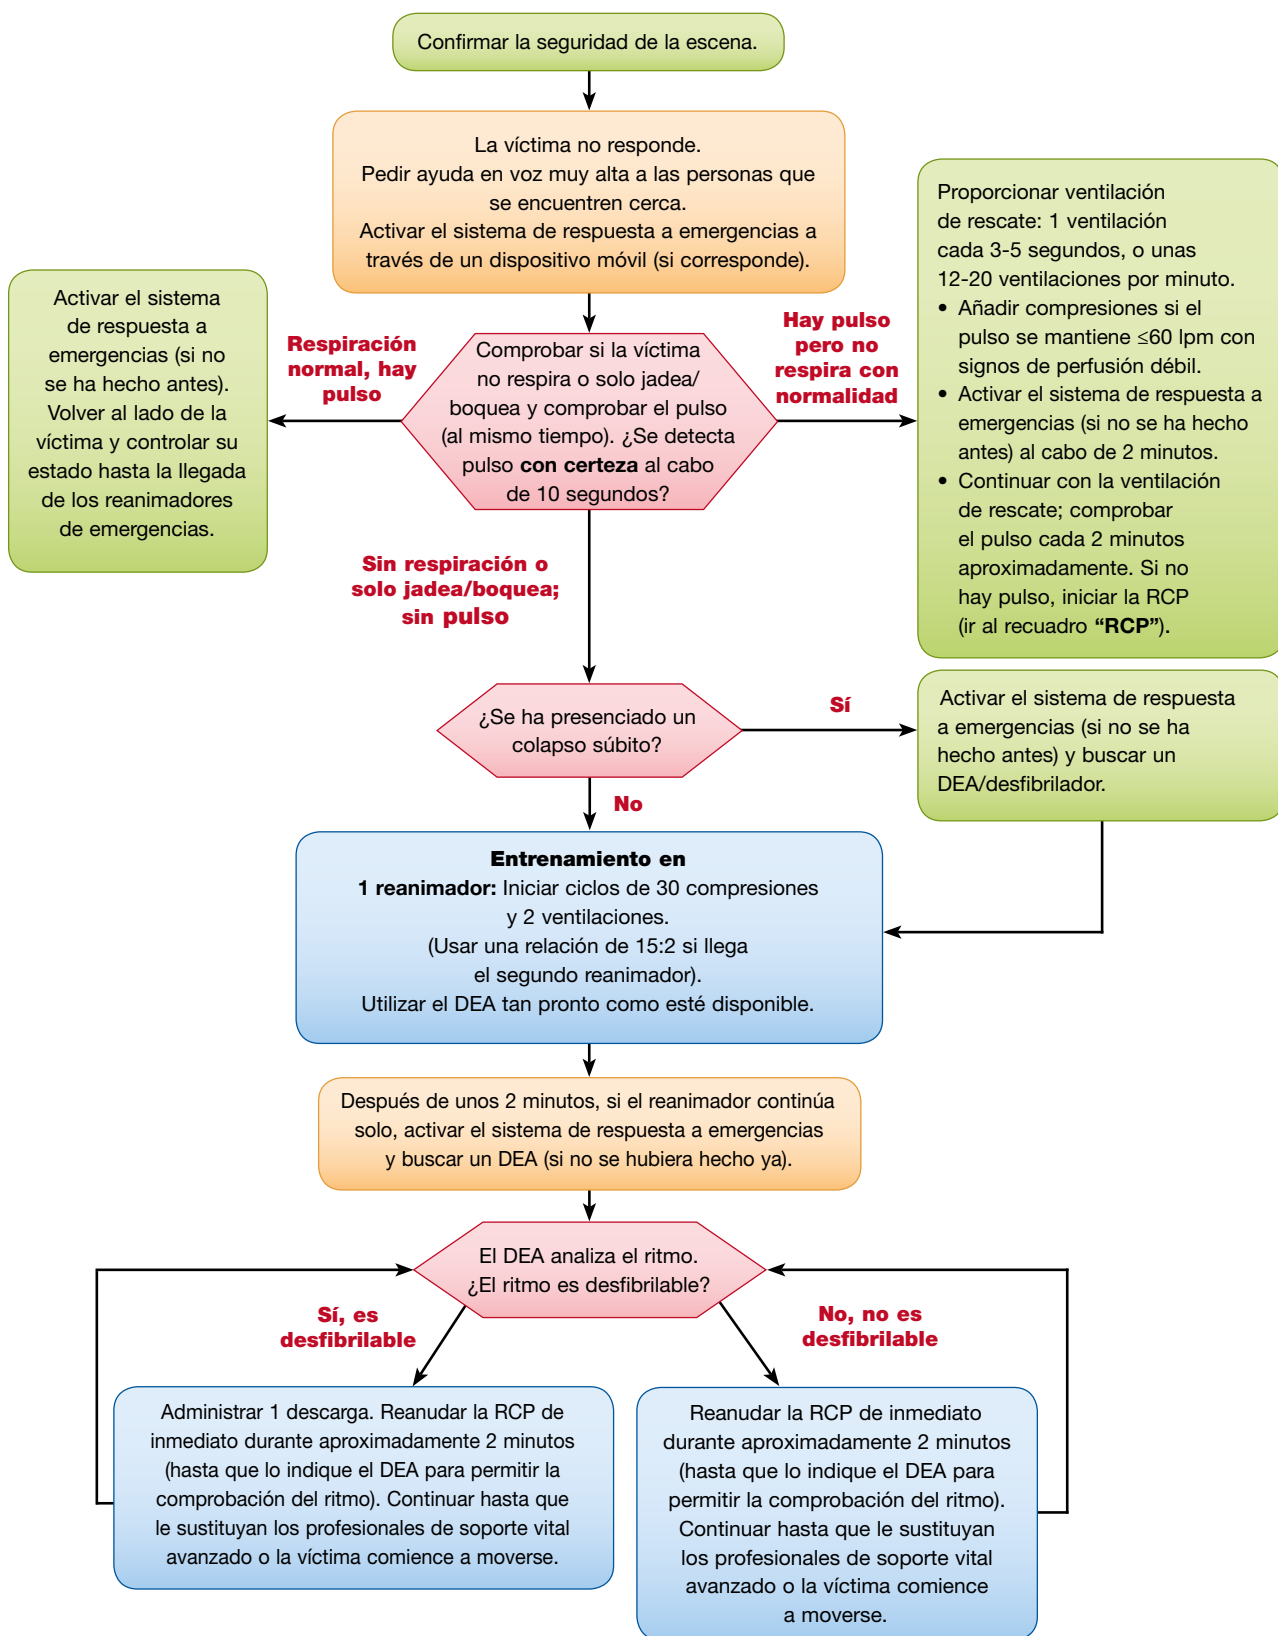 Confirmar la seguridad de la escena.
La víctima no responde.
Pedir ayuda en voz muy alta a las personas que
se encuentren cerca.
Activar el sistema de respuesta a emergencias a
través de un dispositivo móvil (si corresponde).
Activar el sistema
de respuesta a
emergencias (si no
se ha hecho antes).
Volver al lado de la
víctima y controlar su
estado hasta la llegada
de los reanimadores
de emergencias.
Respiración
normal, hay
pulso
Comprobar si la víctima
no respira o solo jadea/
boquea y comprobar el pulso
(al mismo tiempo). ¿Se detecta
pulso con certeza al cabo
de 10 segundos?
Hay pulso
pero no
respira con
normalidad
Proporcionar ventilación
de rescate: 1 ventilación
cada 3-5 segundos, o unas
12-20 ventilaciones por minuto.
• Añadir compresiones si el
pulso se mantiene ≤60 lpm con
signos de perfusión débil.
• Activar el sistema de respuesta a
emergencias (si no se ha hecho
antes) al cabo de 2 minutos.
• Continuar con la ventilación
de rescate; comprobar
el pulso cada 2 minutos
aproximadamente. Si no
hay pulso, iniciar la RCP
(ir al recuadro “RCP”).
Sin respiración o
solo jadea/boquea;
sin pulso
¿Se ha presenciado un
colapso súbito?
Sí
Activar el sistema de respuesta
a emergencias (si no se ha
hecho antes) y buscar un
DEA/desfibrilador.
No
Entrenamiento en
1 reanimador: Iniciar ciclos de 30 compresiones
y 2 ventilaciones.
(Usar una relación de 15:2 si llega
el segundo reanimador).
Utilizar el DEA tan pronto como esté disponible.
Después de unos 2 minutos, si el reanimador continúa
solo, activar el sistema de respuesta a emergencias
y buscar un DEA (si no se hubiera hecho ya).
El DEA analiza el ritmo.
¿El ritmo es desfibrilable?
Sí, es
desfibrilable
No, no es
desfibrilable
Administrar 1 descarga. Reanudar la RCP de
inmediato durante aproximadamente 2 minutos
(hasta que lo indique el DEA para permitir la
comprobación del ritmo). Continuar hasta que
le sustituyan los profesionales de soporte vital
avanzado o la víctima comience a moverse.
Reanudar la RCP de inmediato
durante aproximadamente 2 minutos
(hasta que lo indique el DEA para
permitir la comprobación del ritmo).
Continuar hasta que le sustituyan
los profesionales de soporte vital
avanzado o la víctima comience
a moverse.